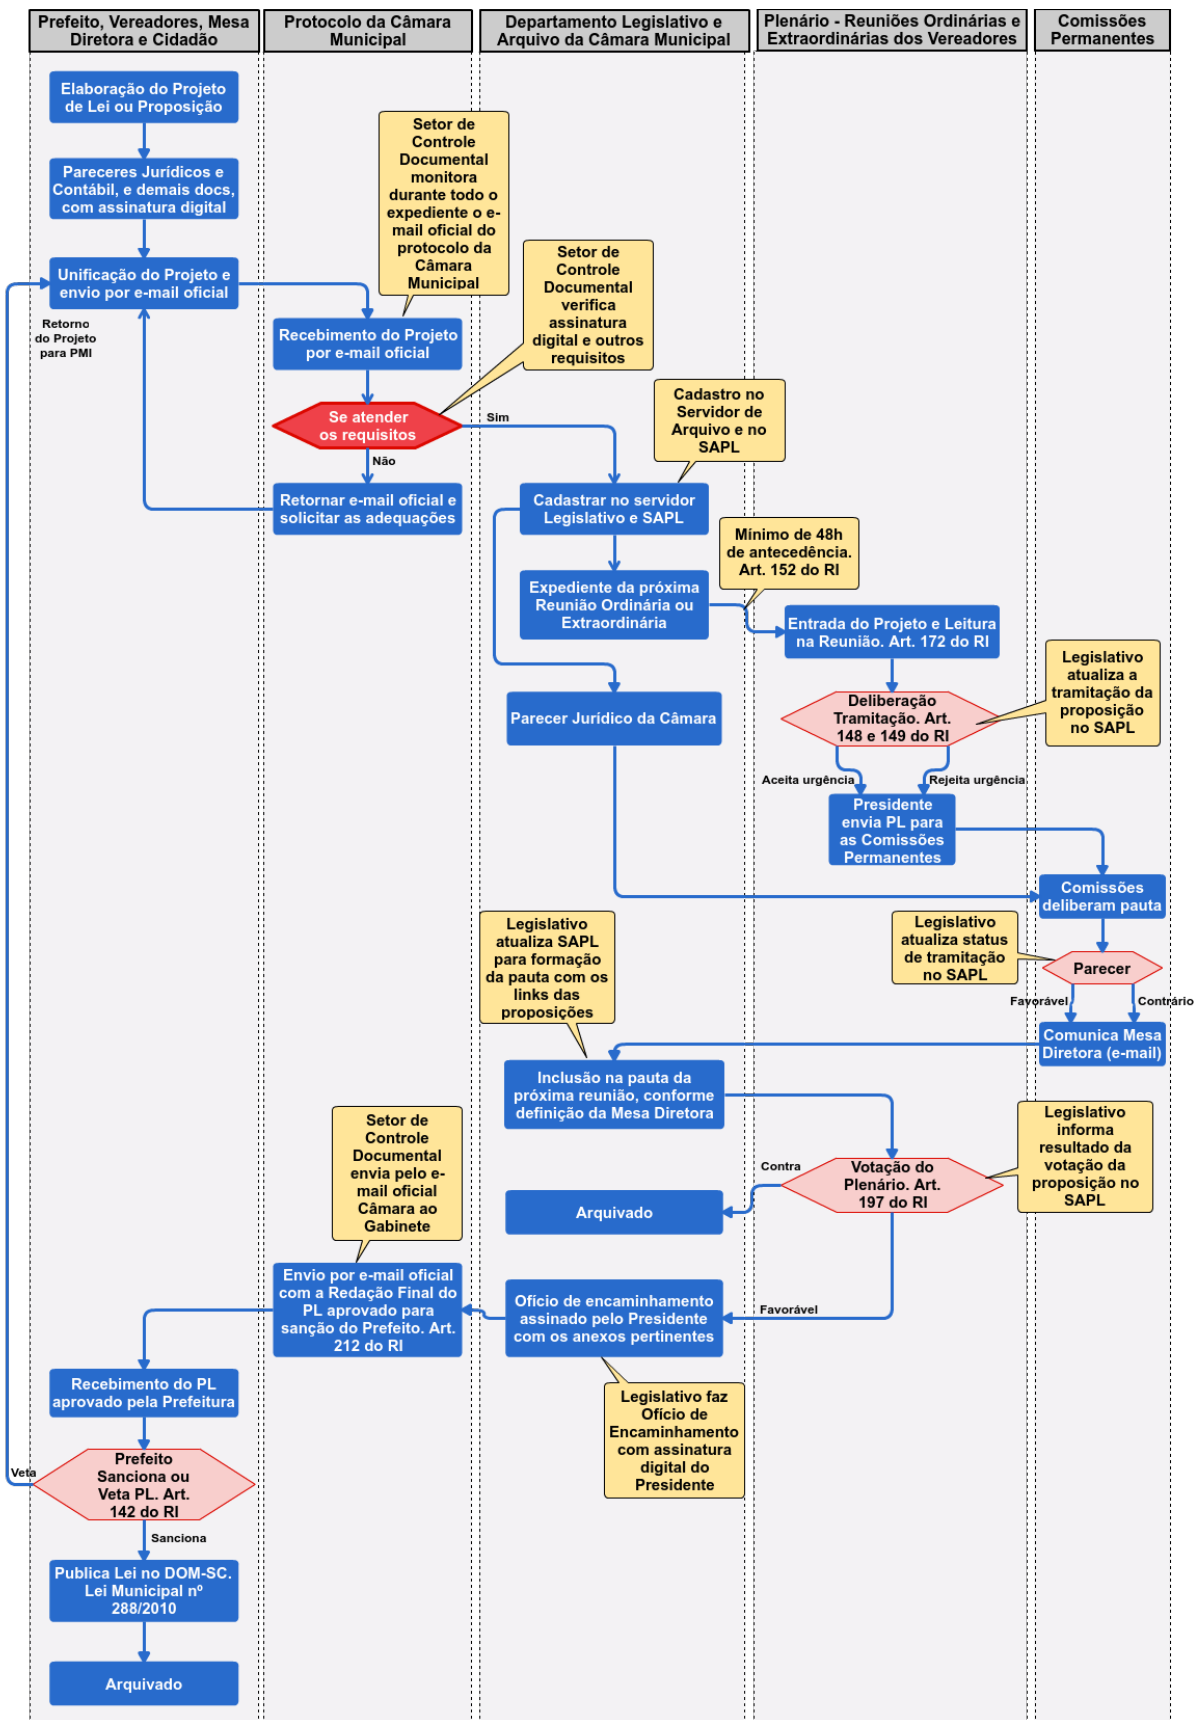 Prefeito, Vereadores, Mesa
Diretora e Cidadão
Protocolo da Câmara
Municipal
Departamento Legislativo e
Arquivo da Câmara Municipal
Plenário - Reuniões Ordinárias e
Extraordinárias dos Vereadores
Comissões
Permanentes
Elaboração do Projeto
de Lei ou Proposição
Pareceres Jurídicos e
Contábil, e demais docs,
com assinatura digital
Unificação do Projeto e
envio por e-mail oficial
Retorno
do Projeto
para PMI
Setor de
Controle
Documental
monitora
durante todo o
expediente o e-
mail oficial do
protocolo da
Câmara
Municipal
Recebimento do Projeto
por e-mail oficial
Setor de
Controle
Documental
verifica
assinatura
digital e outros
requisitos
Se atender
os requisitos
Sim
Não
Retornar e-mail oficial e
solicitar as adequações
Cadastro no
Servidor de
Arquivo e no
SAPL
Cadastrar no servidor
Legislativo e SAPL
Mínimo de 48h
de antecedência.
Art. 152 do RI
Expediente da próxima
Reunião Ordinária ou
Extraordinária
Entrada do Projeto e Leitura
na Reunião. Art. 172 do RI
Parecer Jurídico da Câmara
Deliberação
Tramitação. Art.
148 e 149 do RI
Legislativo
atualiza a
tramitação da
proposição
no SAPL
Aceita urgência
Rejeita urgência
Presidente
envia PL para
as Comissões
Permanentes
Comissões
deliberam pauta
Legislativo
atualiza status
de tramitação
no SAPL
Parecer
Favorável
Contrário
Comunica Mesa
Diretora (e-mail)
Legislativo
atualiza SAPL
para formação
da pauta com os
links das
proposições
Inclusão na pauta da
próxima reunião, conforme
definição da Mesa Diretora
Legislativo
informa
resultado da
votação da
proposição no
SAPL
Votação do
Plenário. Art.
197 do RI
Contra
Arquivado
Favorável
Setor de
Controle
Documental
envia pelo e-
mail oficial
Câmara ao
Gabinete
Ofício de encaminhamento
assinado pelo Presidente
com os anexos pertinentes
Envio por e-mail oficial
com a Redação Final do
PL aprovado para
sanção do Prefeito. Art.
212 do RI
Legislativo faz
Ofício de
Encaminhamento
com assinatura
digital do
Presidente
Recebimento do PL
aprovado pela Prefeitura
Veta
Prefeito
Sanciona ou
Veta PL. Art.
142 do RI
Sanciona
Publica Lei no DOM-SC.
Lei Municipal nº
288/2010
Arquivado